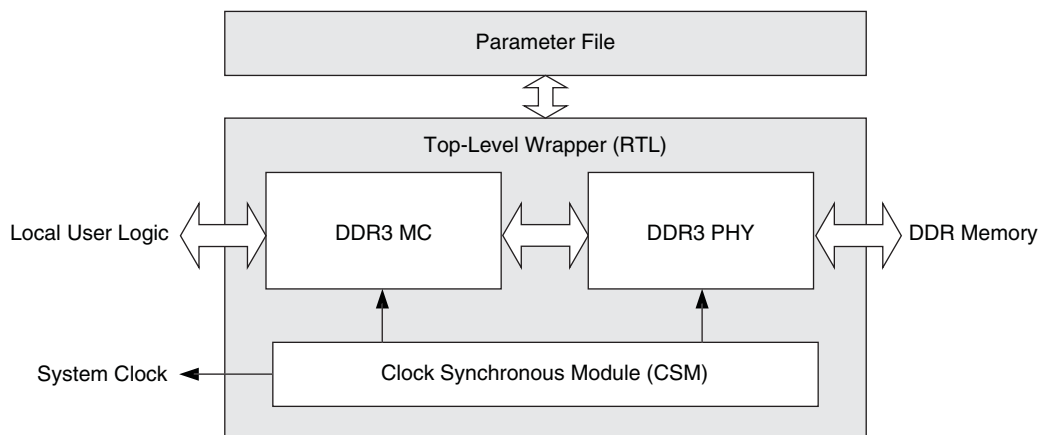 Parameter File
Top-Level Wrapper (RTL)
Local User Logic
DDR3 MC
DDR3 PHY
DDR Memory
System Clock
Clock Synchronous Module (CSM)